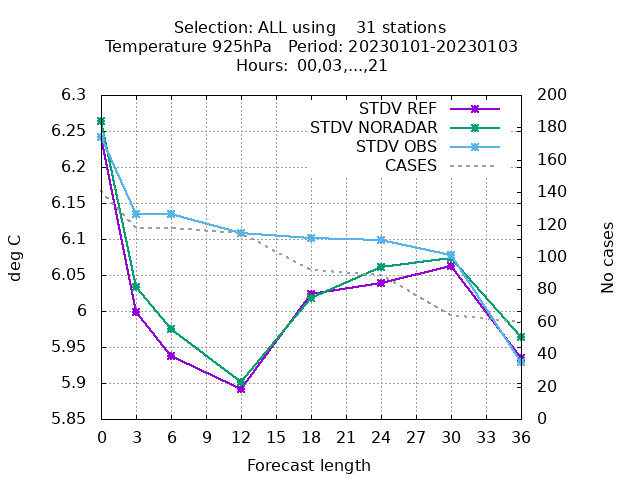 Selection: ALL using    31 stations
Temperature 925hPa   Period: 20230101-20230103
Hours: 00,03,...,21
6.3
6.25
6.2
6.15
6.1
6.05
6
5.95
5.9
5.85
deg C
STDV REF
STDV NORADAR
STDV OBS
CASES
200
180
160
140
120
100
80
60
40
20
0
No cases
0 3 6 9 12 15 18 21 24 27 30 33 36
Forecast length